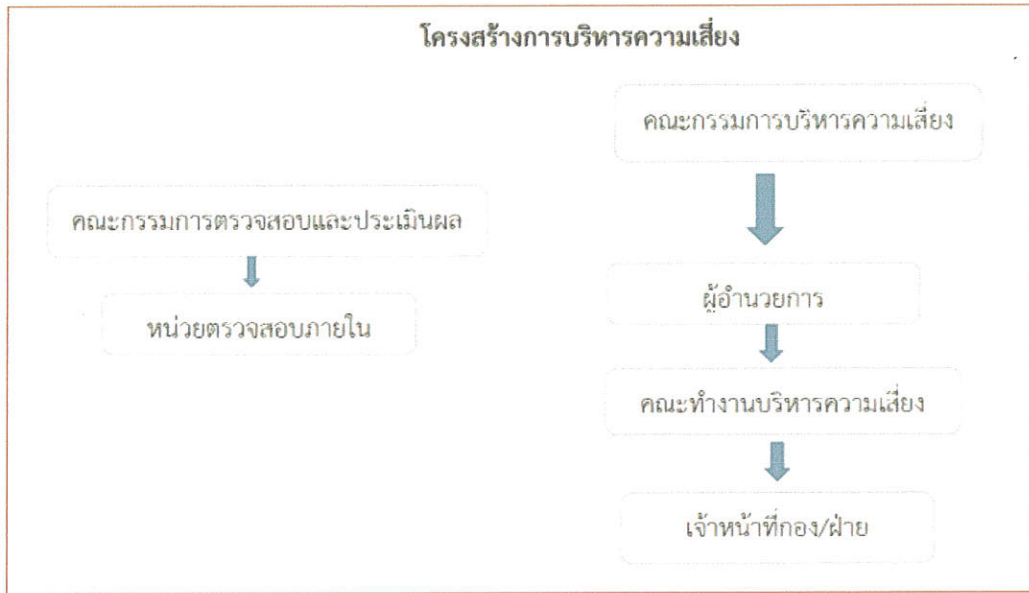 โครงสร้างการบริหารความเสี่ยง
คณะกรรมการบริหารความเสี่ยง
คณะกรรมการตรวจสอบและประเมินผล
ผู้อำนวยการ
หน่วยตรวจสอบภายใน
คณะทำงานบริหารความเสี่ยง
เจ้าหน้าที่กอง/ฝ่าย